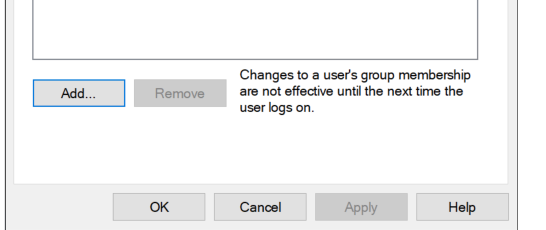 Changes to a user's group membership
are not effective until the next time the
user logs on.
Add...
Remove
OK
Cancel
Apply
Help